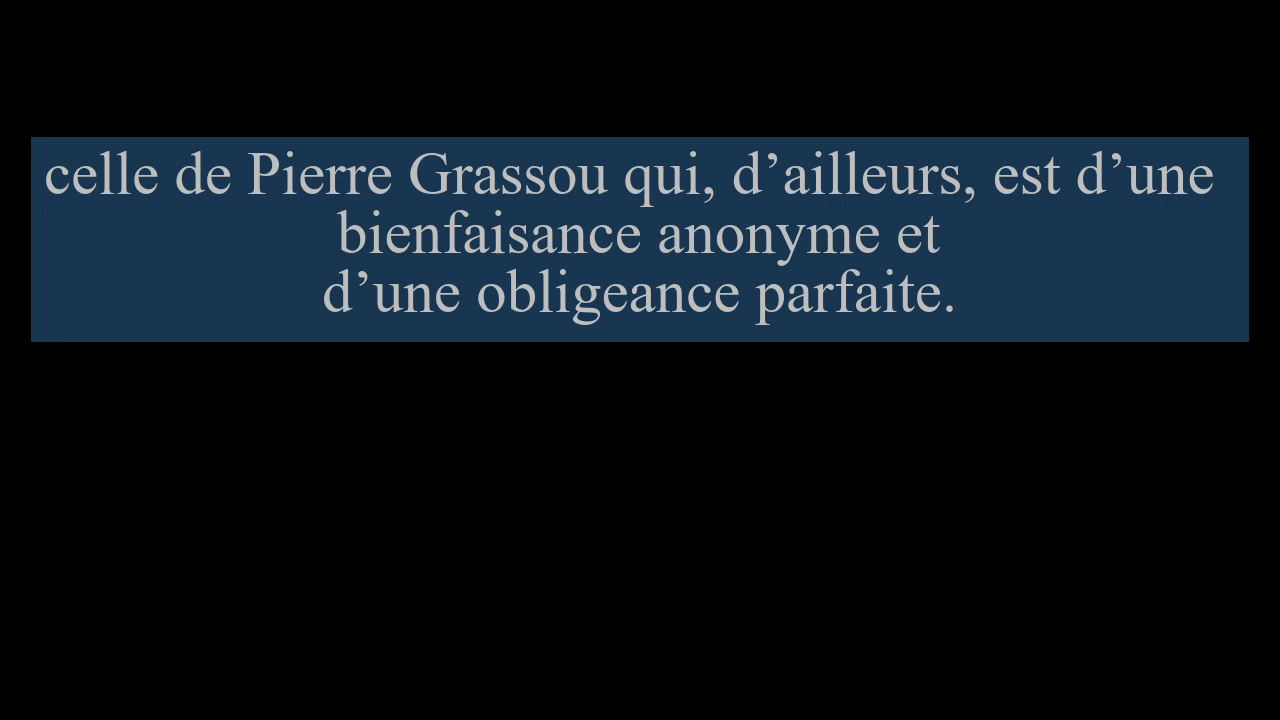 celle de Pierre Grassou qui, d’ailleurs, est d’une
bienfaisance anonyme et
d’une obligeance parfaite.